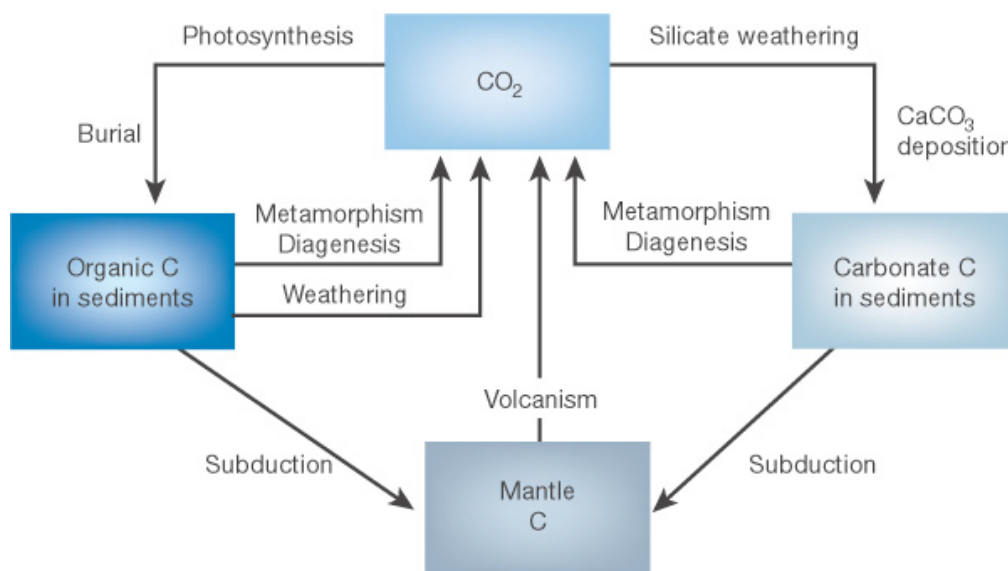 Photosynthesis
Silicate weathering
CO₂
Burial
CaCO₃
deposition
Metamorphism
Diagenesis
Metamorphism
Diagenesis
Organic C
in sediments
Carbonate C
in sediments
Weathering
Volcanism
Subduction
Subduction
Mantle
C